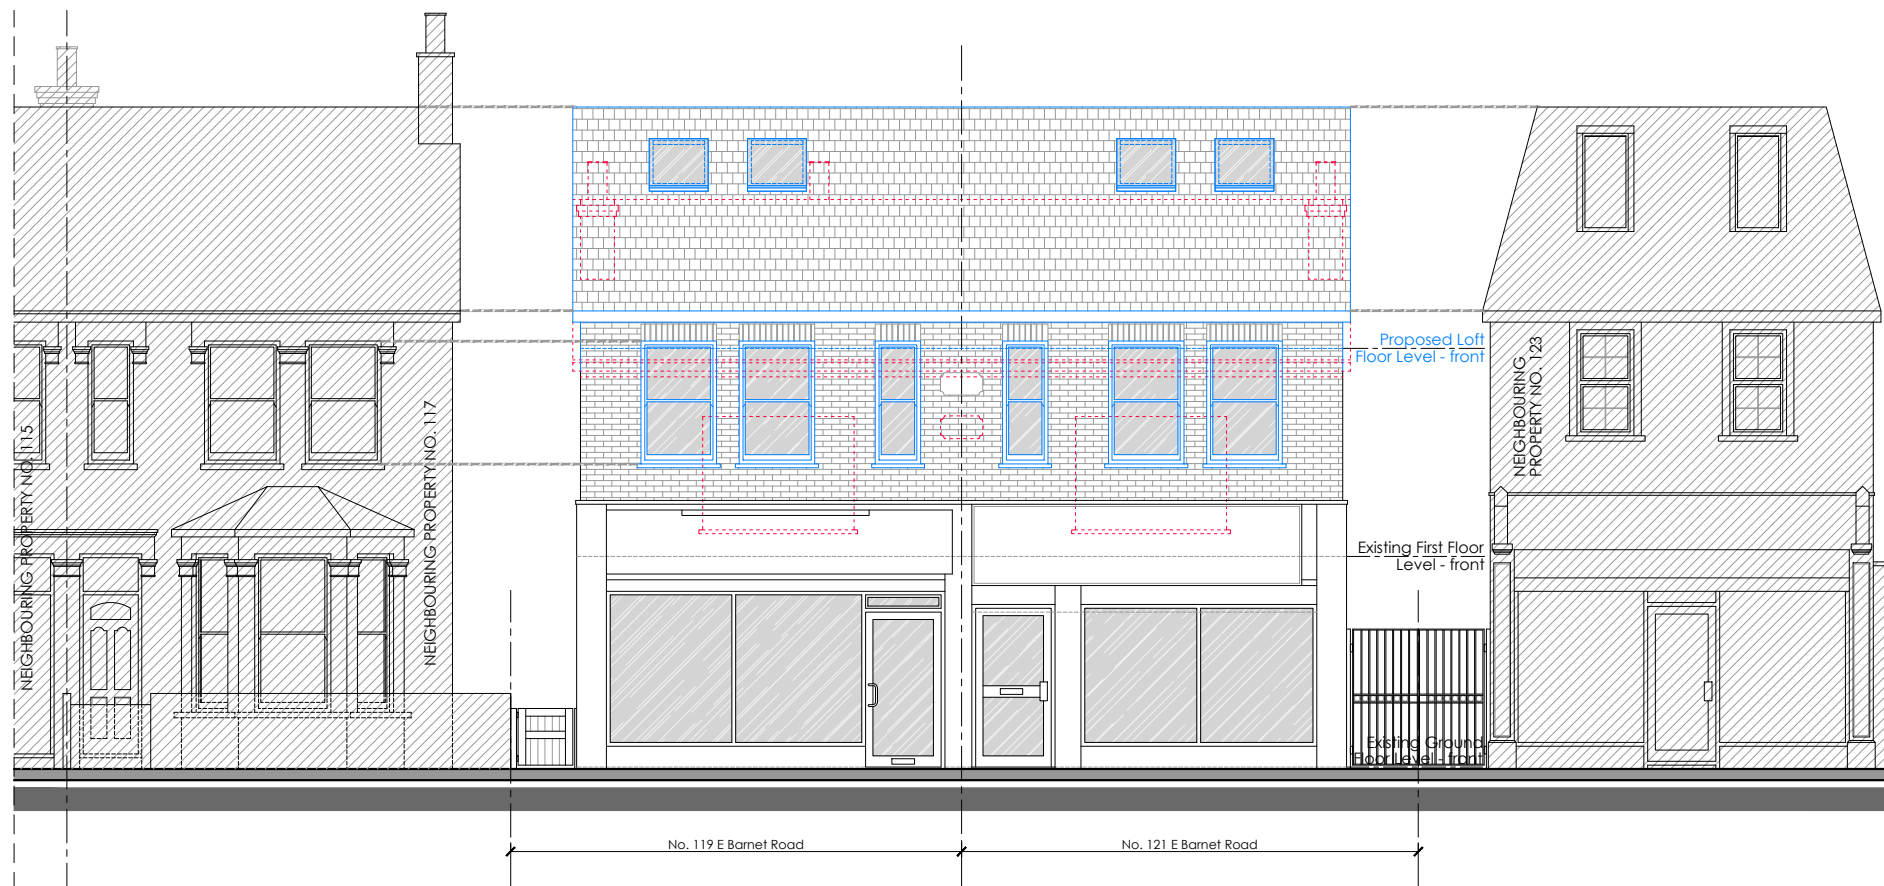 NEIGHBOURING PROPERTY NO. 115
NEIGHBOURING PROPERTY NO. 117
Proposed Loft
Floor Level - front
NEIGHBOURING
PROPERTY NO. 123
Existing First Floor
Level - front
Existing Ground
Floor Level - front
No. 119 E Barnet Road
No. 121 E Barnet Road